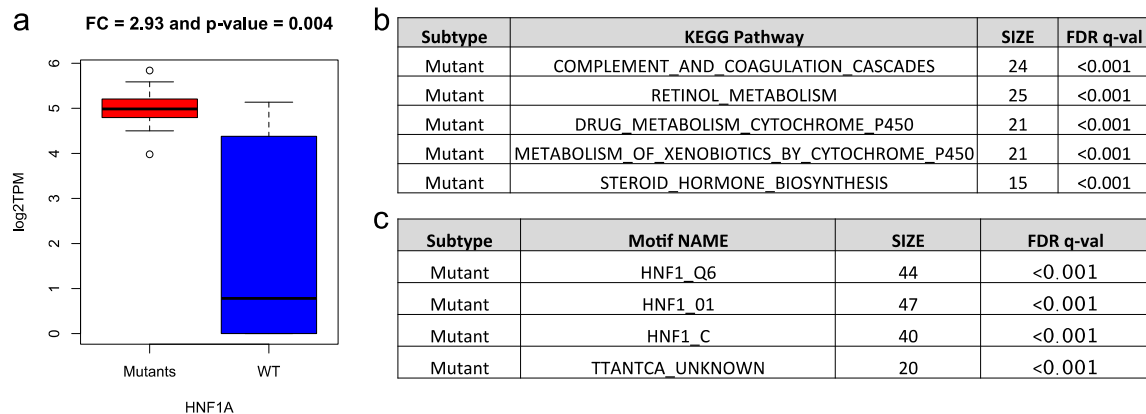 a
FC = 2.93 and p-value = 0.004
log2TPM
6
5
4
3
2
1
0
Mutants WT
HNF1A
b
Subtype KEGG Pathway SIZE FDR q-val
Mutant COMPLEMENT_AND_COAGULATION_CASCADES 24 <0.001
Mutant RETINOL_METABOLISM 25 <0.001
Mutant DRUG_METABOLISM_CYTOCHROME_P450 21 <0.001
Mutant METABOLISM_OF_XENOBIOTICS_BY_CYTOCHROME_P450 21 <0.001
Mutant STEROID_HORMONE_BIOSYNTHESIS 15 <0.001
c
Subtype Motif NAME SIZE FDR q-val
Mutant HNF1_Q6 44 <0.001
Mutant HNF1_01 47 <0.001
Mutant HNF1_C 40 <0.001
Mutant TTANTCA_UNKNOWN 20 <0.001